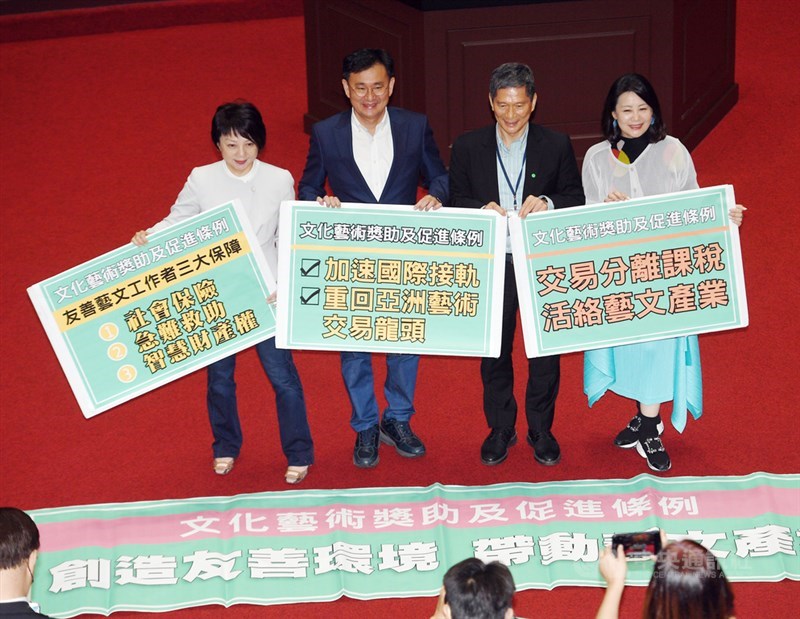 文化藝術獎助及促進條例
友善藝文工作者三大保障
1 社會保險
2 急難救助
3 智慧財產權
文化藝術獎助及促進條例
加速國際接軌
重回亞洲藝術
交易龍頭
文化藝術獎助及促進條例
交易分離課稅
活絡藝文產業
文化藝術獎助及促進條例
創造友善環境 帶動 文產